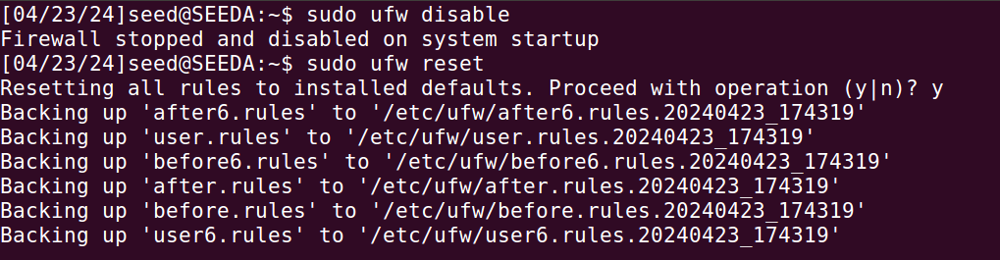 [04/23/24]seed@SEEDA:~$ sudo ufw disable
Firewall stopped and disabled on system startup
[04/23/24]seed@SEEDA:~$ sudo ufw reset
Resetting all rules to installed defaults. Proceed with operation (y|n)? y
Backing up 'after6.rules' to '/etc/ufw/after6.rules.20240423_174319'
Backing up 'user.rules' to '/etc/ufw/user.rules.20240423_174319'
Backing up 'before6.rules' to '/etc/ufw/before6.rules.20240423_174319'
Backing up 'after.rules' to '/etc/ufw/after.rules.20240423_174319'
Backing up 'before.rules' to '/etc/ufw/before.rules.20240423_174319'
Backing up 'user6.rules' to '/etc/ufw/user6.rules.20240423_174319'